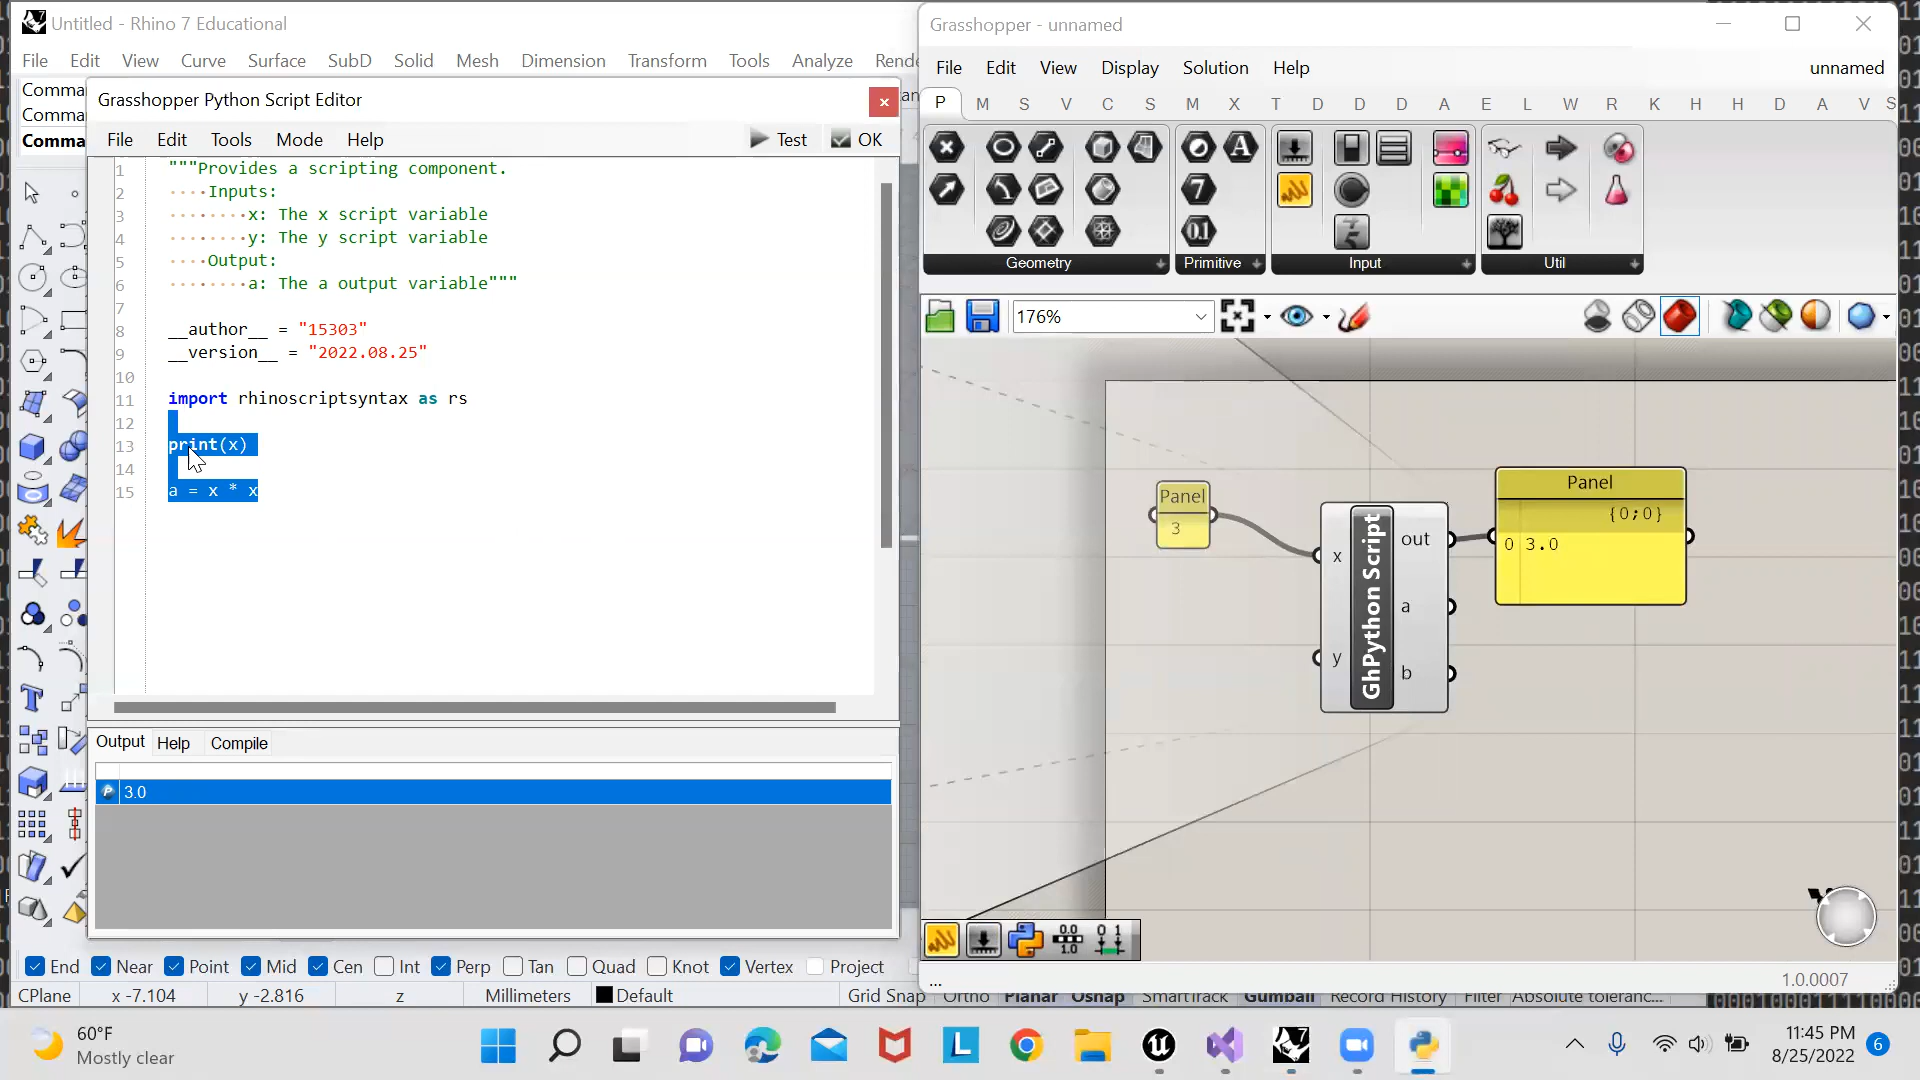 Untitled - Rhino 7 Educational
File Edit View Curve Surface SubD Solid Mesh Dimension Transform Tools Analyze
Comma
Comma
Comma
Grasshopper Python Script Editor
File Edit Tools Mode Help
Test OK
1 """Provides a scripting component.
2 Inputs:
3 x: The x script variable
4 y: The y script variable
5 Output:
6 a: The a output variable"""
7
8 __author__ = "15303"
9 __version__ = "2022.08.25"
10
11 import rhinoscriptsyntax as rs
12
13 print(x)
14
15 a = x * x
Output Help Compile
3.0
End Near Point Mid Cen Int Perp Tan Quad Knot Vertex Project
CPlane x -7.104 y -2.816 z Millimeters Default Grid Snap Ortho Planar Osnap SmartTrack Gumball Record History Filter Absolute toleranc...
Grasshopper - unnamed
File Edit View Display Solution Help unnamed
P M S V C S M X T D D D A E L W R K H H D A V S
Geometry Primitive Input Util
176%
Panel
3
x
y
GhPython Script
out
a
b
Panel
{0;0}
0 3.0
...
1.0.0007
60°F
Mostly clear
11:45 PM
8/25/2022
6